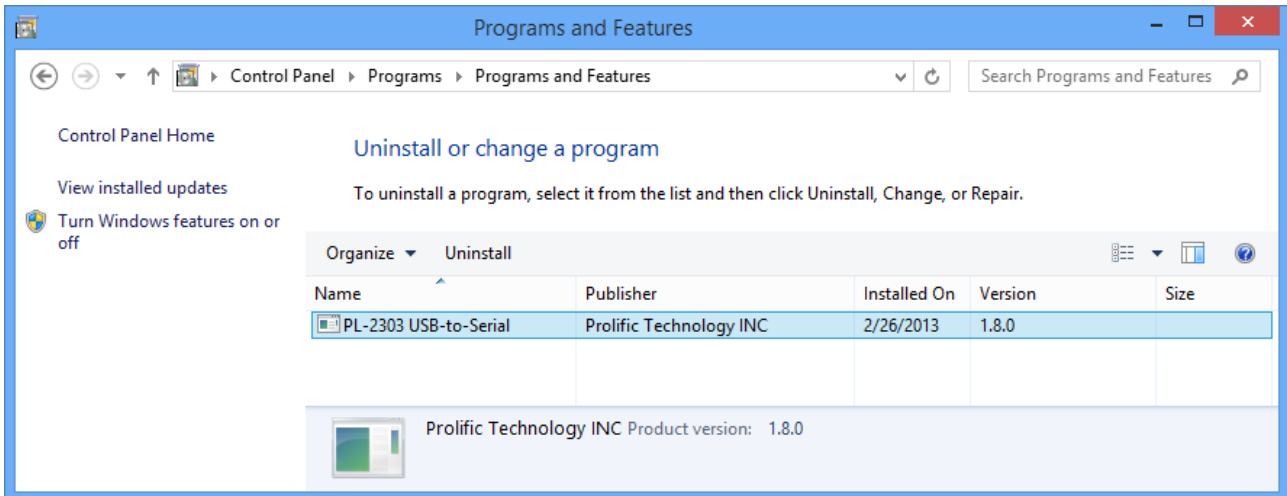 Programs and Features
Control Panel Programs Programs and Features
Search Programs and Features
Control Panel Home
View installed updates
Turn Windows features on or
off
Uninstall or change a program
To uninstall a program, select it from the list and then click Uninstall, Change, or Repair.
Organize Uninstall
Name Publisher Installed On Version Size
PL-2303 USB-to-Serial Prolific Technology INC 2/26/2013 1.8.0
Prolific Technology INC Product version: 1.8.0